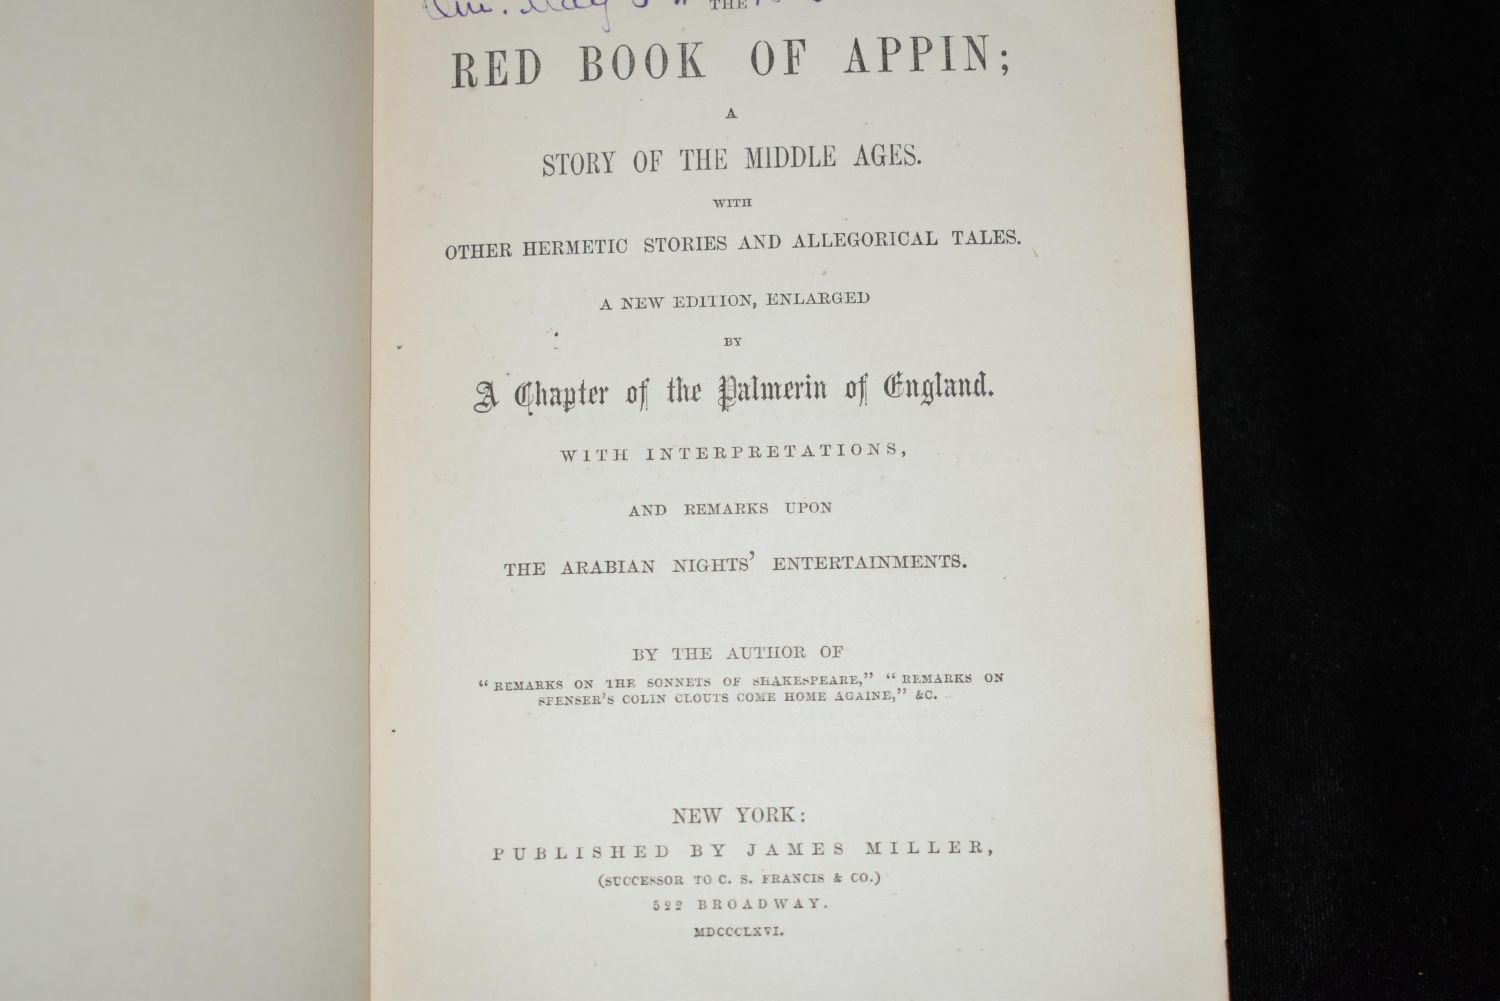 THE
RED BOOK OF APPIN;
A
STORY OF THE MIDDLE AGES.
WITH
OTHER HERMETIC STORIES AND ALLEGORICAL TALES.
A NEW EDITION, ENLARGED
BY
A Chapter of the Palmerin of England.
WITH INTERPRETATIONS,
AND REMARKS UPON
THE ARABIAN NIGHTS' ENTERTAINMENTS.
BY THE AUTHOR OF
"REMARKS ON THE SONNETS OF SHAKESPEARE," "REMARKS ON
SPENSER'S COLIN CLOUTS COME HOME AGAINE," &C.
NEW YORK:
PUBLISHED BY JAMES MILLER,
(SUCCESSOR TO C. S. FRANCIS & CO.)
522 BROADWAY.
MDCCCLXVI.